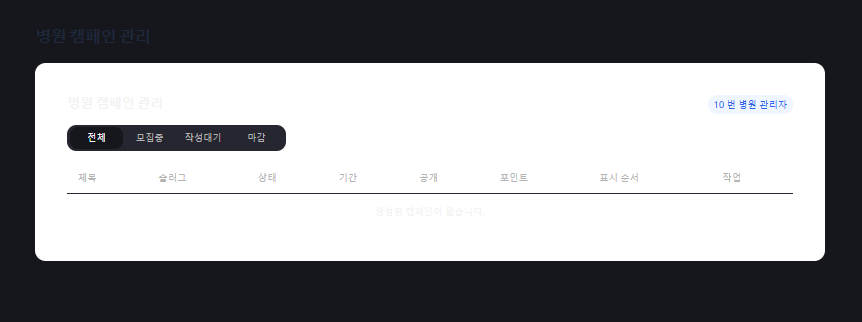 병원 캠페인 관리
병원 캠페인 관리
10 번 병원 관리자
전체 모집중 작성대기 마감
제목 슬러그 상태 기간 공개 포인트 표시 순서 작업
캠페인이 없습니다.